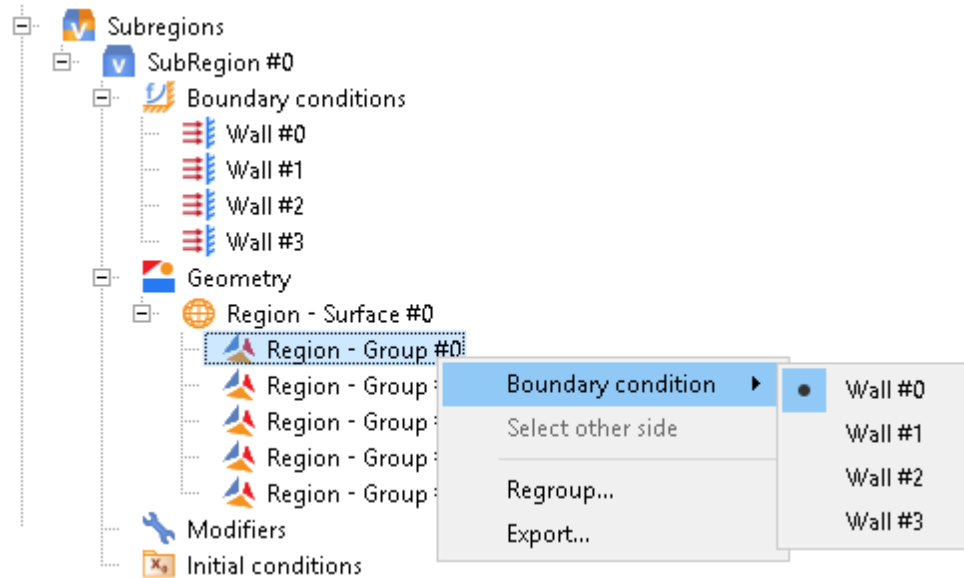 Subregions
SubRegion #0
Boundary conditions
Wall #0
Wall #1
Wall #2
Wall #3
Geometry
Region - Surface #0
Region - Group #0
Region - Group
Region - Group
Region - Group
Region - Group
Modifiers
Initial conditions
Boundary condition
Select other side
Regroup...
Export...
Wall #0
Wall #1
Wall #2
Wall #3